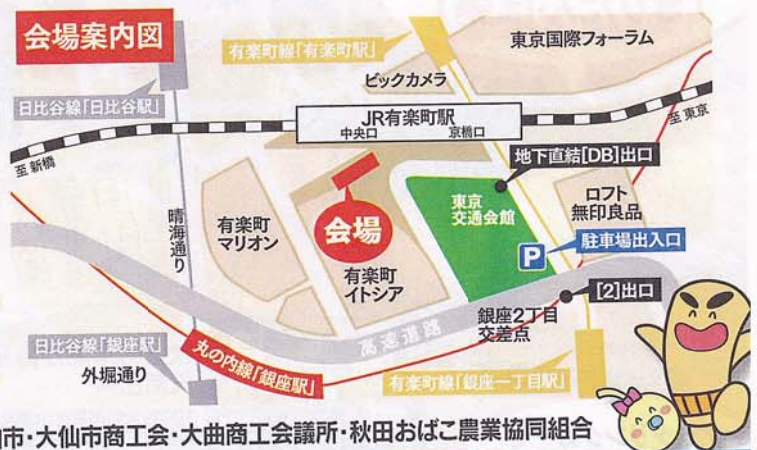 会場案内図
有楽町線「有楽町駅」
東京国際フォーラム
ビックカメラ
日比谷線「日比谷駅」
JR有楽町駅
中央口
京橋口
至 東京
至 新橋
地下直結[DB]出口
ロフト
無印良品
東京
交通会館
有楽町
マリオン
晴海通り
会場
有楽町
イトシア
P
駐車場出入口
[2]出口
銀座2丁目
交差点
高速道路
日比谷線「銀座駅」
丸の内線「銀座駅」
外堀通り
有楽町線「銀座一丁目駅」
市・大仙市商工会・大曲商工会議所・秋田おばこ農業協同組合